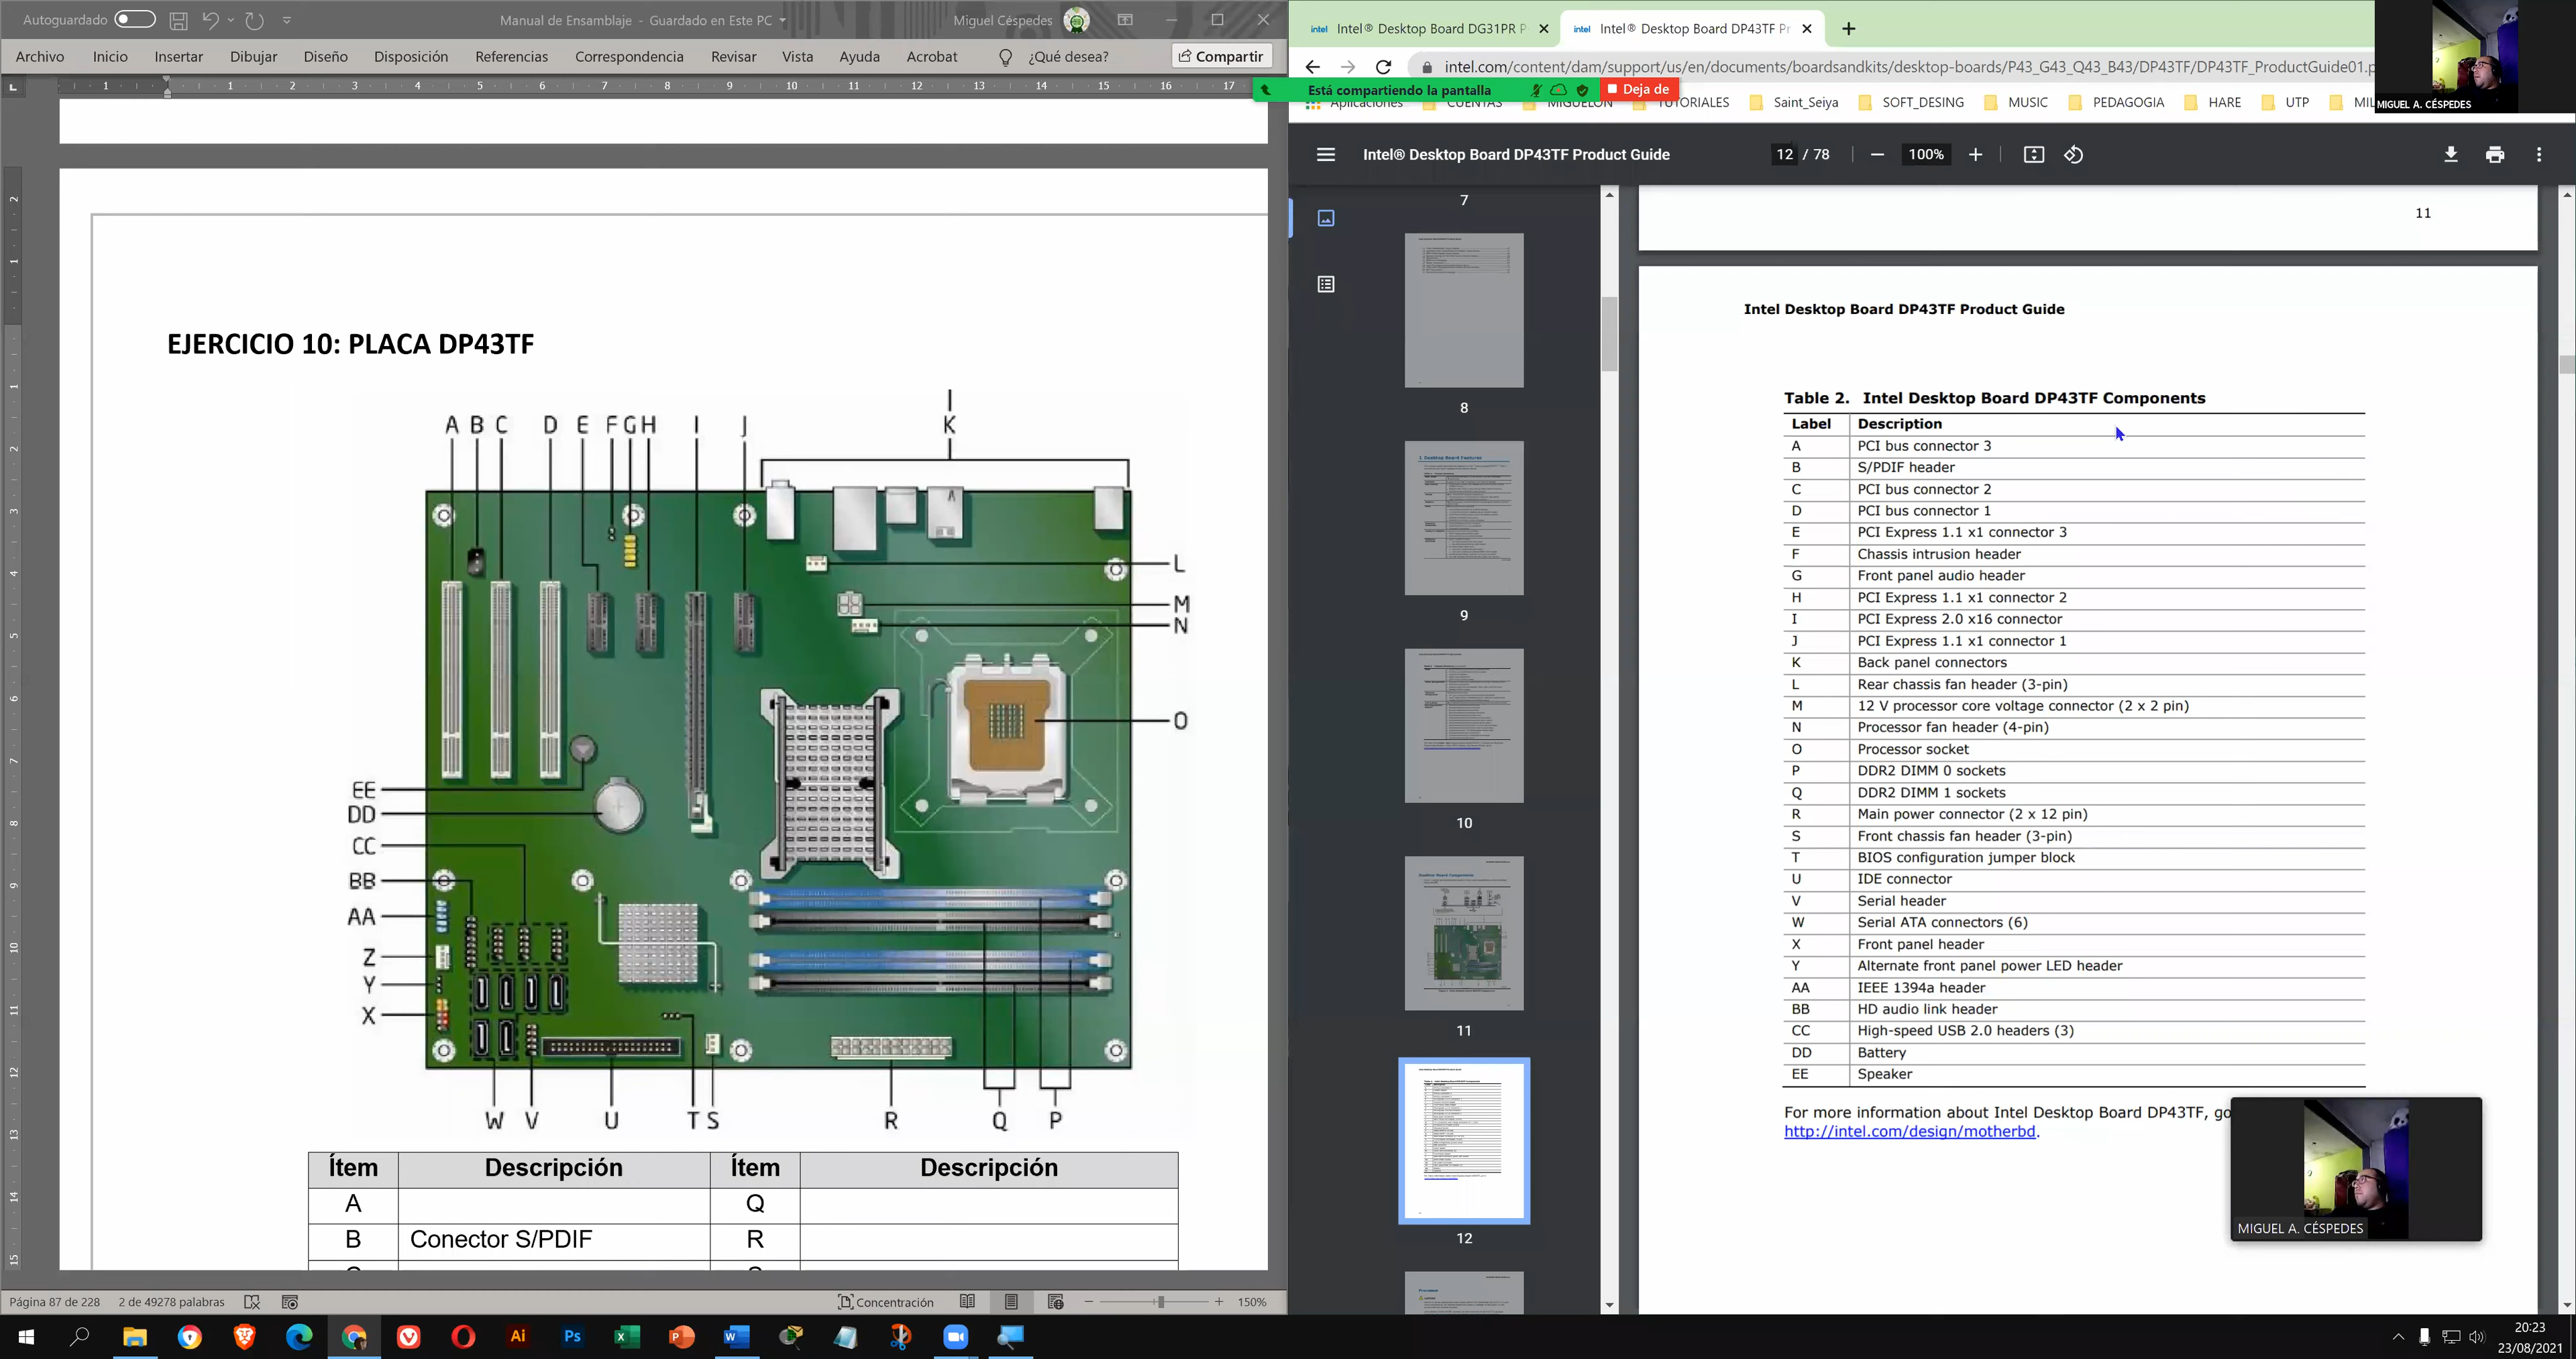 Autoguardado
Manual de Ensamblaje - Guardado en Este PC
Miguel Céspedes
Archivo Inicio Insertar Dibujar Diseño Disposición Referencias Correspondencia Revisar Vista Ayuda Acrobat ¿Qué desea? Compartir
EJERCICIO 10: PLACA DP43TF
A B C D E F G H I J K
L
M
N
O
EE
DD
CC
BB
AA
Z
Y
X
W V U T S R Q P
Ítem Descripción Ítem Descripción
A Q
B Conector S/PDIF R
Página 87 de 228 2 de 49278 palabras
Concentración
150%
intel Intel® Desktop Board DG31PR P
intel Intel® Desktop Board DP43TF Pr
intel.com/content/dam/support/us/en/documents/boardsandkits/desktop-boards/P43_G43_Q43_B43/DP43TF/DP43TF_ProductGuide01.p
Está compartiendo la pantalla
Deja de
Aplicaciones CUENTAS MIGUELON TUTORIALES Saint_Seiya SOFT_DESING MUSIC PEDAGOGIA HARE UTP MIL
MIGUEL A. CÉSPEDES
Intel® Desktop Board DP43TF Product Guide
12 / 78
100%
7
8
9
10
11
12
11
Intel Desktop Board DP43TF Product Guide
Table 2. Intel Desktop Board DP43TF Components
Label Description
A PCI bus connector 3
B S/PDIF header
C PCI bus connector 2
D PCI bus connector 1
E PCI Express 1.1 x1 connector 3
F Chassis intrusion header
G Front panel audio header
H PCI Express 1.1 x1 connector 2
I PCI Express 2.0 x16 connector
J PCI Express 1.1 x1 connector 1
K Back panel connectors
L Rear chassis fan header (3-pin)
M 12 V processor core voltage connector (2 x 2 pin)
N Processor fan header (4-pin)
O Processor socket
P DDR2 DIMM 0 sockets
Q DDR2 DIMM 1 sockets
R Main power connector (2 x 12 pin)
S Front chassis fan header (3-pin)
T BIOS configuration jumper block
U IDE connector
V Serial header
W Serial ATA connectors (6)
X Front panel header
Y Alternate front panel power LED header
AA IEEE 1394a header
BB HD audio link header
CC High-speed USB 2.0 headers (3)
DD Battery
EE Speaker
For more information about Intel Desktop Board DP43TF, go
http://intel.com/design/motherbd.
MIGUEL A. CÉSPEDES
20:23
23/08/2021